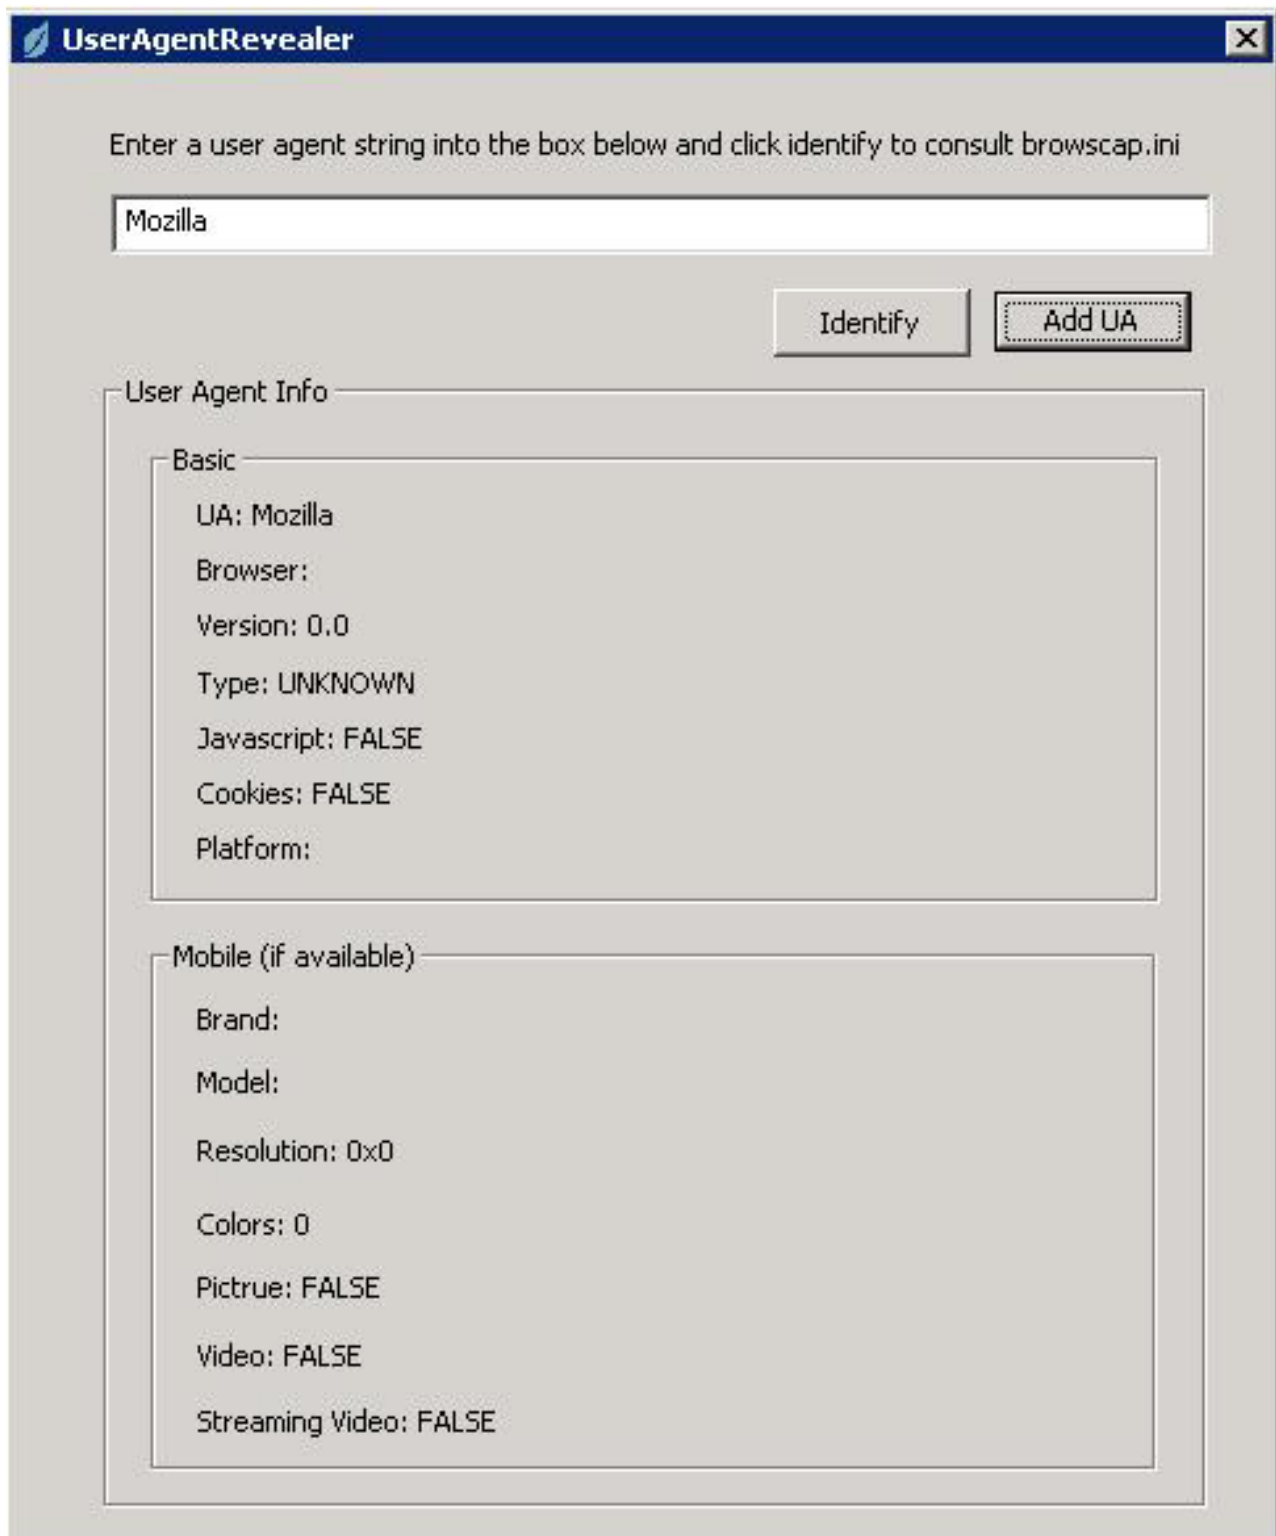 UserAgentRevealer
Enter a user agent string into the box below and click identify to consult browscap.ini
Mozilla
Identify
Add UA
User Agent Info
Basic
UA: Mozilla
Browser:
Version: 0.0
Type: UNKNOWN
Javascript: FALSE
Cookies: FALSE
Platform:
Mobile (if available)
Brand:
Model:
Resolution: 0x0
Colors: 0
Pictrue: FALSE
Video: FALSE
Streaming Video: FALSE